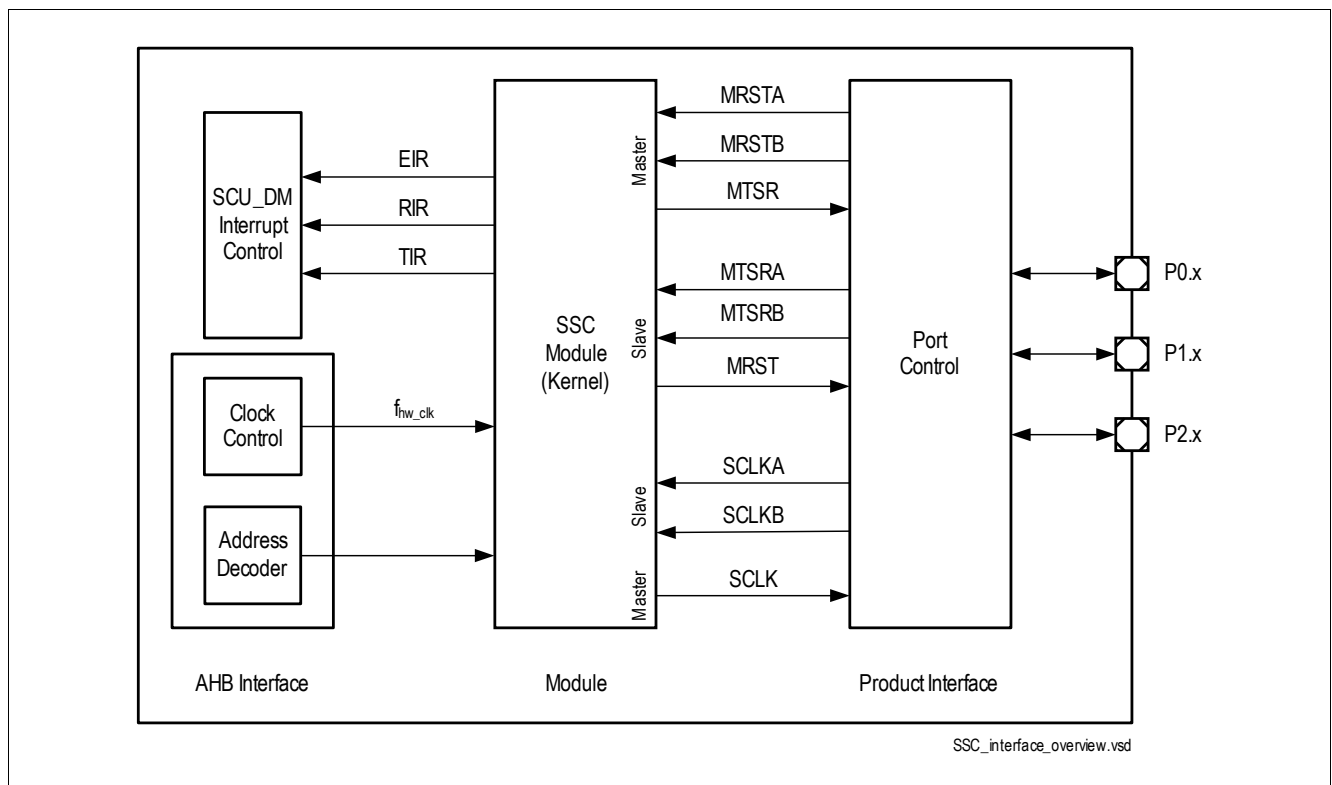 SCU_DM
Interrupt
Control
EIR
RIR
TIR
Clock
Control
f_hw_clk
Address
Decoder
AHB Interface
SSC
Module
(Kernel)
Master
Slave
Slave
Master
Module
MRSTA
MRSTB
MTSR
MTSRA
MTSRB
MRST
SCLKA
SCLKB
SCLK
Port
Control
Product Interface
P0.x
P1.x
P2.x
SSC_interface_overview.vsd